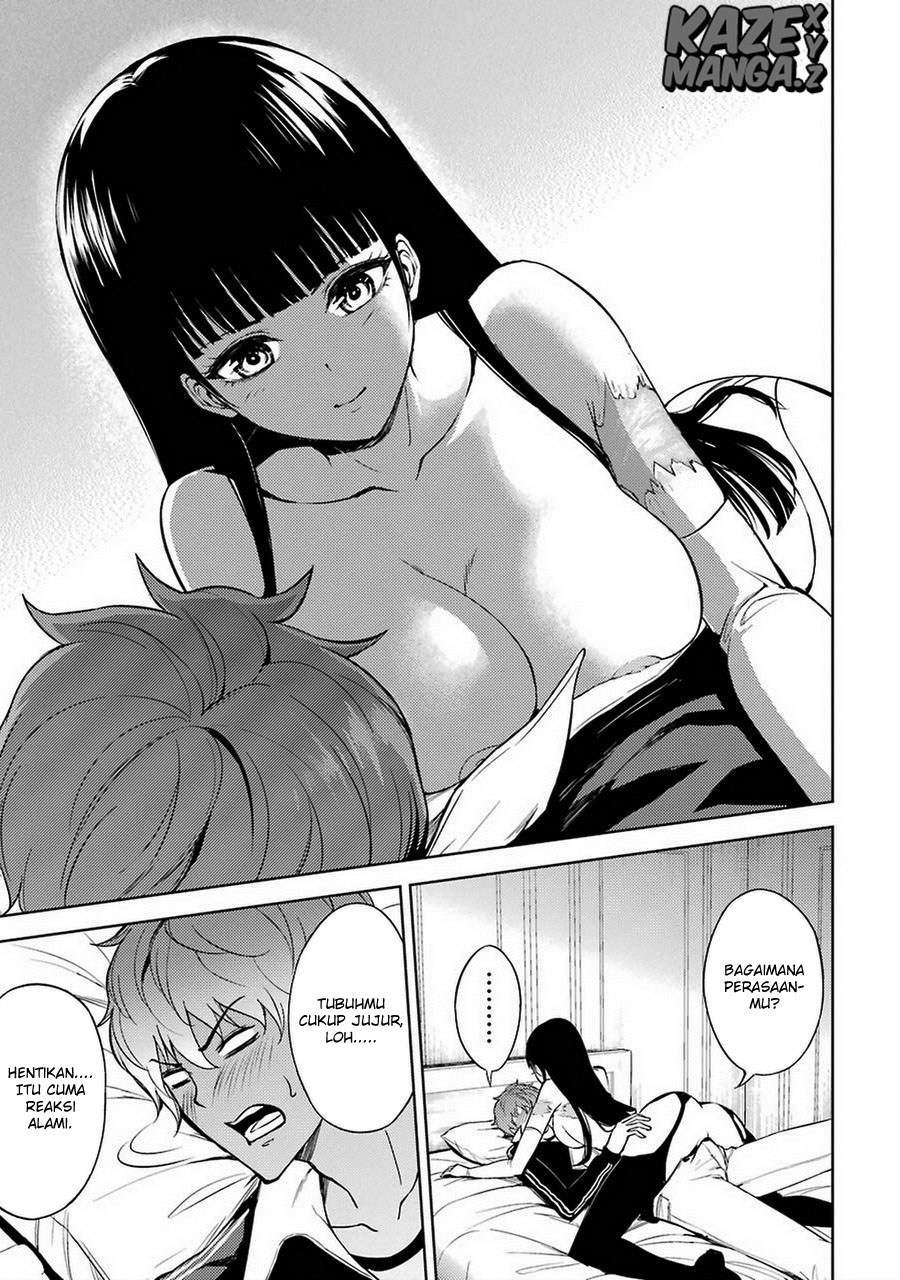 KAZE
MANGA.XYZ
BAGAIMANA
PERASAAN-
MU?
.........
TUBUHMU
CUKUP JUJUR,
LOH.....
HENTIKAN....
ITU CUMA
REAKSI
ALAMI.